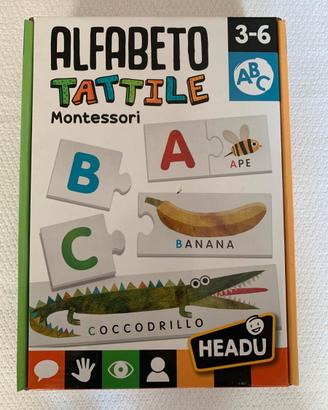 ALFABETO
3-6
TATTILE
ABC
Montessori
A
APE
B
BANANA
C
COCCODRILLO
HEADU